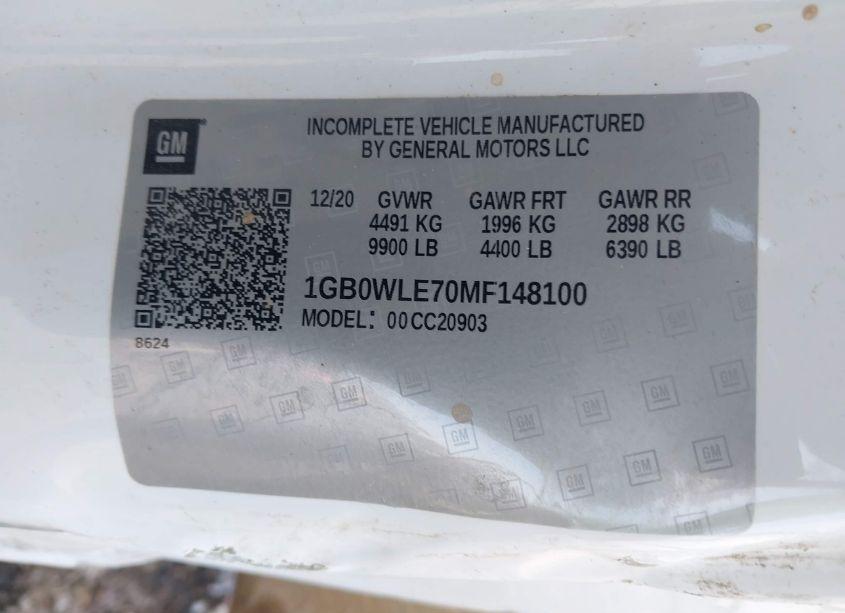 GM
INCOMPLETE VEHICLE MANUFACTURED
BY GENERAL MOTORS LLC
12/20 GVWR GAWR FRT GAWR RR
4491 KG 1996 KG 2898 KG
9900 LB 4400 LB 6390 LB
1GB0WLE70MF148100
MODEL: 00CC20903
8624